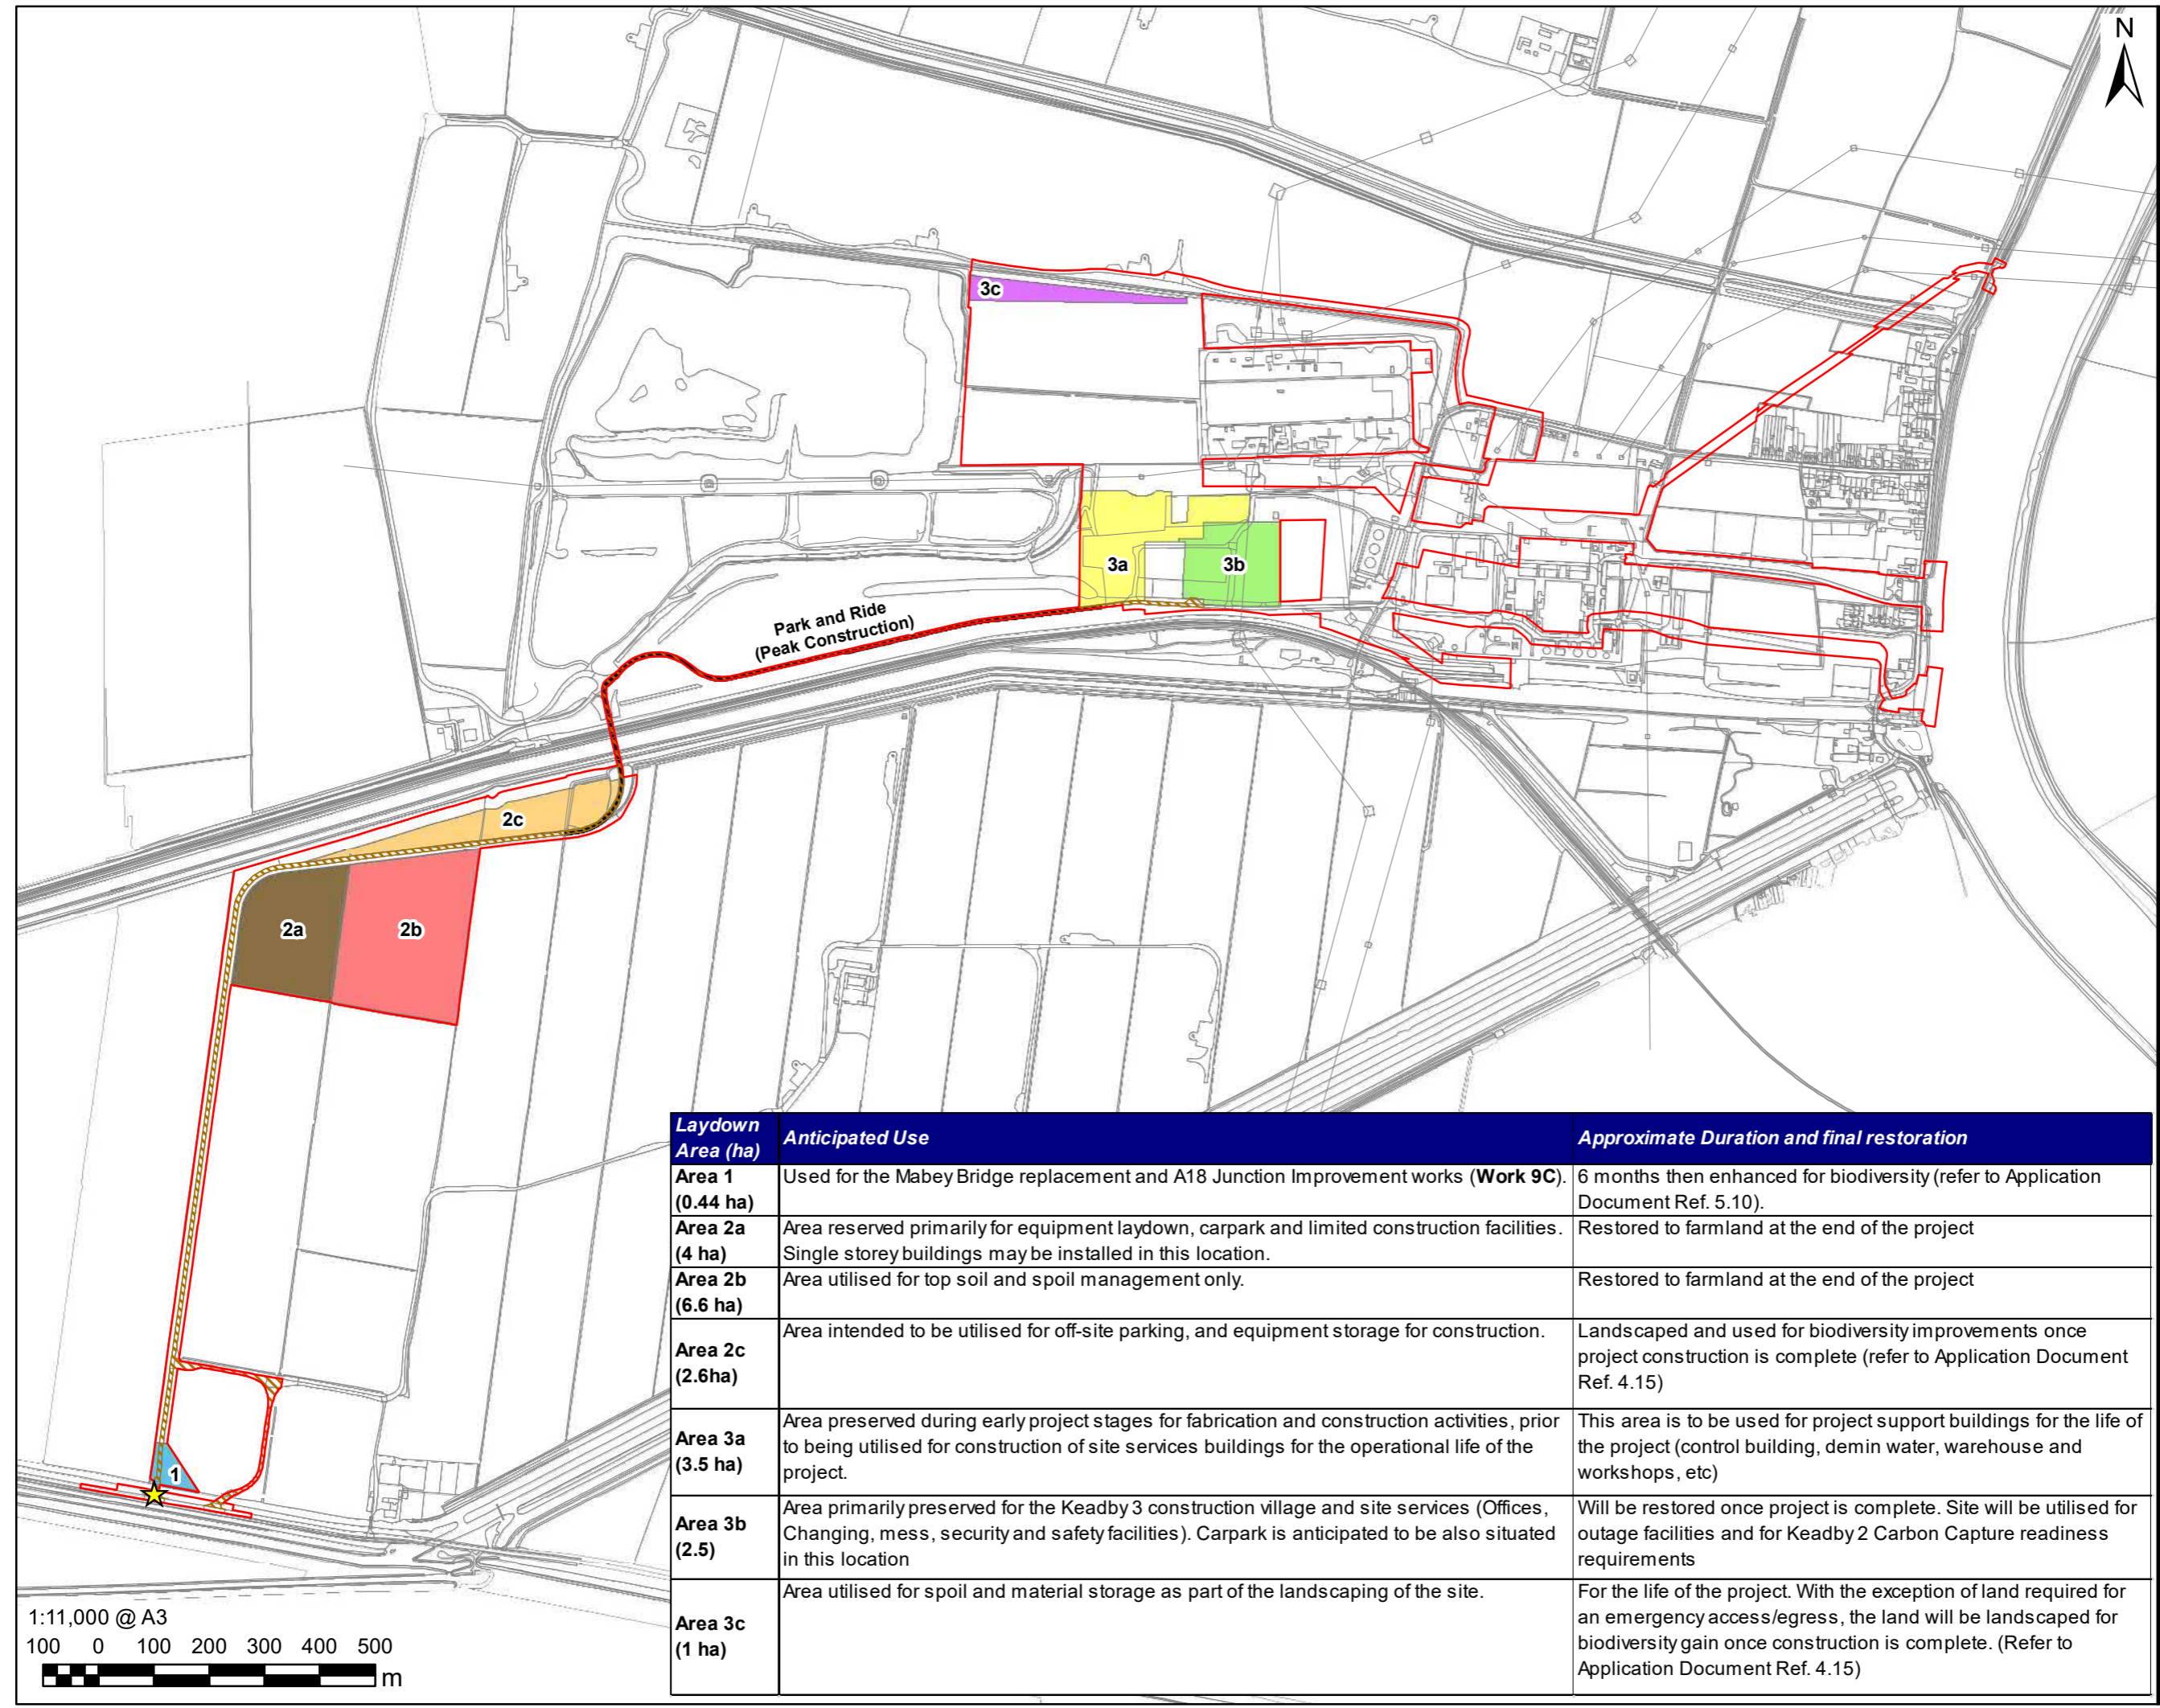 N
3c
3a
3b
Park and Ride
(Peak Construction)
2c
2a
2b
1
Laydown
Area (ha)
Anticipated Use
Approximate Duration and final restoration
Area 1
(0.44 ha)
Used for the Mabey Bridge replacement and A18 Junction Improvement works (Work 9C).
6 months then enhanced for biodiversity (refer to Application
Document Ref. 5.10).
Area 2a
(4 ha)
Area reserved primarily for equipment laydown, carpark and limited construction facilities.
Single storey buildings may be installed in this location.
Restored to farmland at the end of the project
Area 2b
(6.6 ha)
Area utilised for top soil and spoil management only.
Restored to farmland at the end of the project
Area 2c
(2.6ha)
Area intended to be utilised for off-site parking, and equipment storage for construction.
Landscaped and used for biodiversity improvements once
project construction is complete (refer to Application Document
Ref. 4.15)
Area 3a
(3.5 ha)
Area preserved during early project stages for fabrication and construction activities, prior
to being utilised for construction of site services buildings for the operational life of the
project.
This area is to be used for project support buildings for the life of
the project (control building, demin water, warehouse and
workshops, etc)
Area 3b
(2.5)
Area primarily preserved for the Keadby 3 construction village and site services (Offices,
Changing, mess, security and safety facilities). Carpark is anticipated to be also situated
in this location
Will be restored once project is complete. Site will be utilised for
outage facilities and for Keadby 2 Carbon Capture readiness
requirements
Area 3c
(1 ha)
Area utilised for spoil and material storage as part of the landscaping of the site.
For the life of the project. With the exception of land required for
an emergency access/egress, the land will be landscaped for
biodiversity gain once construction is complete. (Refer to
Application Document Ref. 4.15)
1:11,000 @ A3
100 0 100 200 300 400 500
m